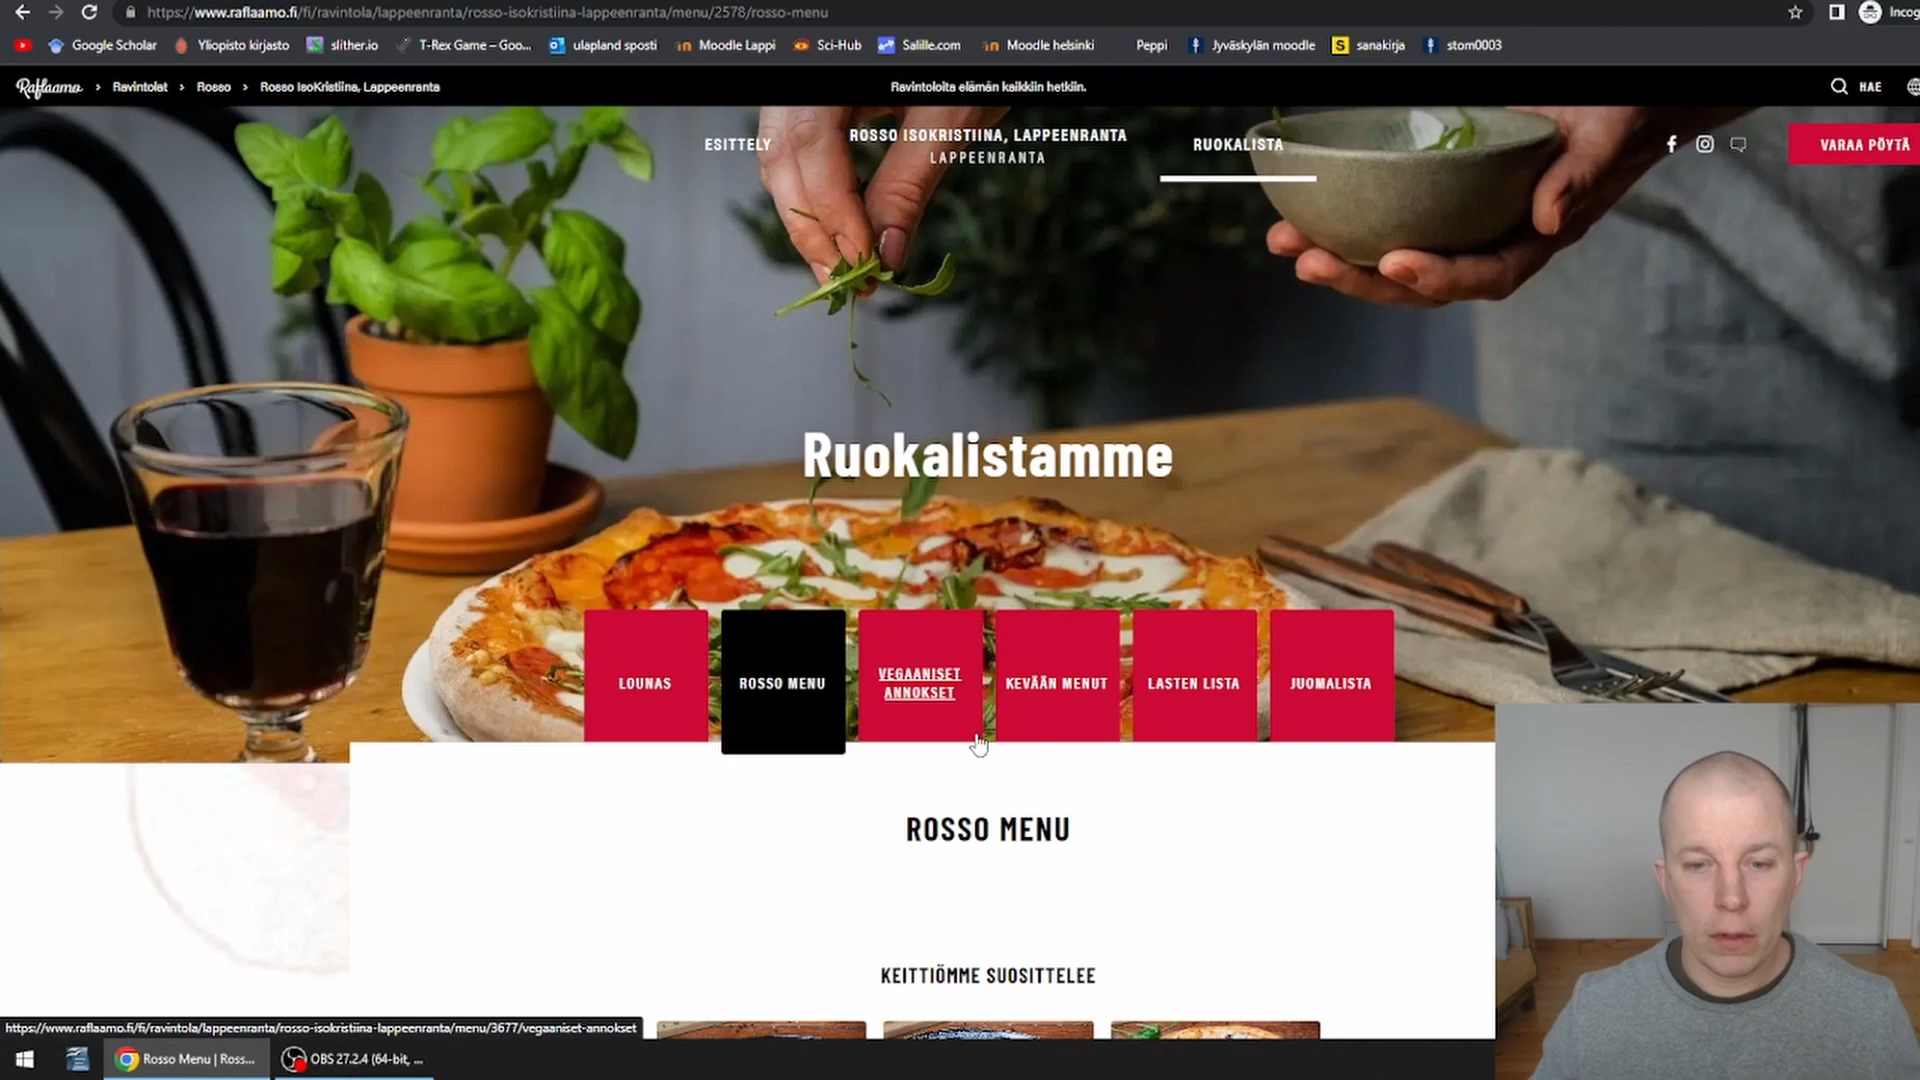 https://www.raflaamo.fi/fi/ravintola/lappeenranta/rosso-isokristiina-lappeenranta/menu/2578/rosso-menu
Incog
Google Scholar
Yliopisto kirjasto
slither.io
T-Rex Game – Goo...
ulapland sposti
Moodle Lappi
Sci-Hub
Salille.com
Moodle helsinki
Peppi
Jyväskylän moodle
sanakirja
stom0003
Raflaamo › Ravintolat › Rosso › Rosso IsoKristiina, Lappeenranta
Ravintoloita elämän kaikkiin hetkiin.
HAE
ESITTELY
ROSSO ISOKRISTIINA, LAPPEENRANTA
LAPPEENRANTA
RUOKALISTA
VARAA PÖYTÄ
Ruokalistamme
LOUNAS
ROSSO MENU
VEGAANISET
ANNOKSET
KEVÄÄN MENUT
LASTEN LISTA
JUOMALISTA
ROSSO MENU
KEITTIÖMME SUOSITTELEE
https://www.raflaamo.fi/fi/ravintola/lappeenranta/rosso-isokristiina-lappeenranta/menu/3677/vegaaniset-annokset
Rosso Menu | Ross...
OBS 27.2.4 (64-bit, ...